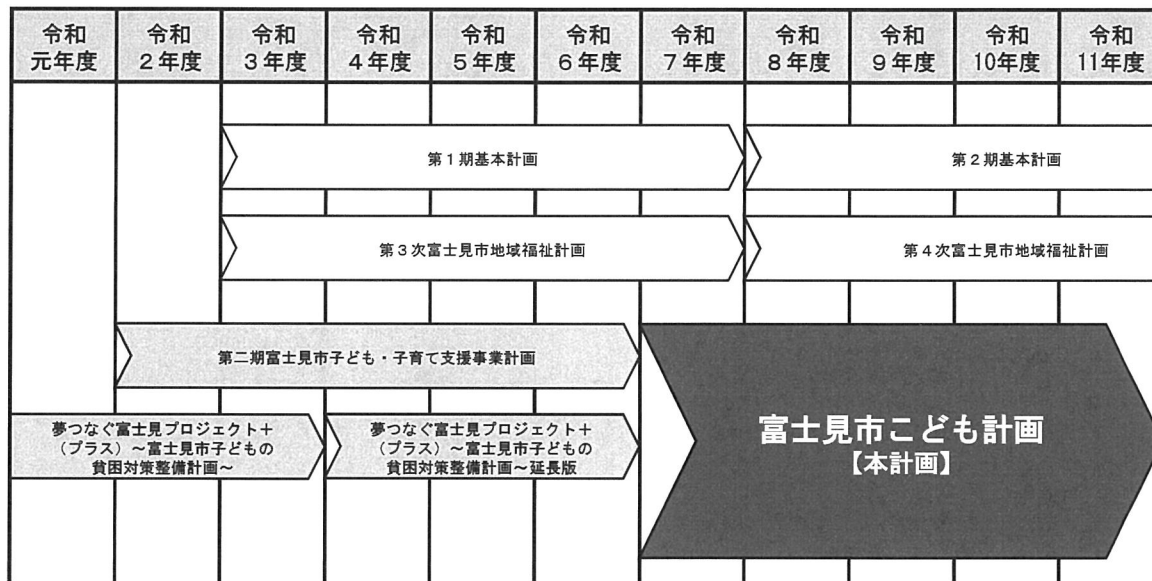 令和
元年度
令和
２年度
令和
３年度
令和
４年度
令和
５年度
令和
６年度
令和
７年度
令和
８年度
令和
９年度
令和
10年度
令和
11年度
第１期基本計画
第２期基本計画
第３次富士見市地域福祉計画
第４次富士見市地域福祉計画
第二期富士見市子ども・子育て支援事業計画
夢つなぐ富士見プロジェクト＋
（プラス）～富士見市子どもの
貧困対策整備計画～
夢つなぐ富士見プロジェクト＋
（プラス）～富士見市子どもの
貧困対策整備計画～延長版
富士見市こども計画
【本計画】